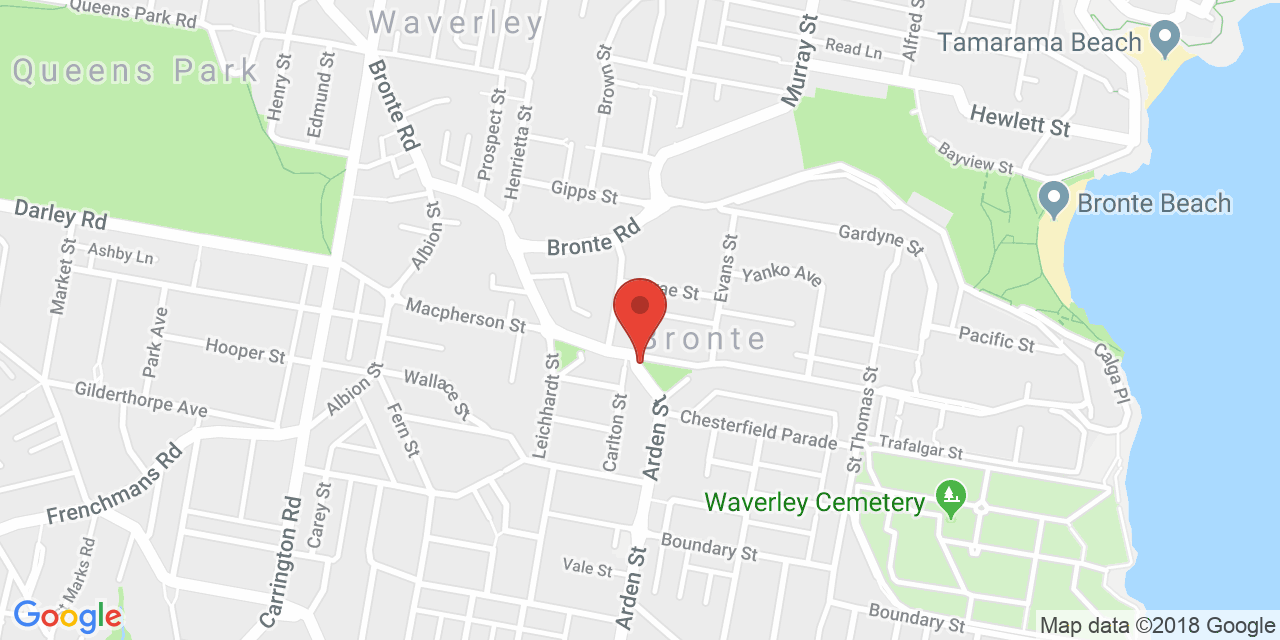 Queens Park Rd
Waverley
Murray St
Alfred S
Read Ln
Tamarama Beach
Queens Park
Henry St
Edmund St
Bronte Rd
Brown St
Prospect St
Henrietta St
Hewlett St
Bayview St
Gipps St
Bronte Beach
Darley Rd
Albion St
Bronte Rd
Gardyne St
Market St
Ashby Ln
Evans St
Yanko Ave
ae St
Macpherson St
Park Ave
Bronte
Pacific St
Hooper St
Calga Pl
Gilderthorpe Ave
Albion St
Wallace St
Leichhardt St
Carlton St
Fern St
Arden St
Chesterfield Parade
St Thomas St
Trafalgar St
Frenchmans Rd
Carrington Rd
Carey St
Waverley Cemetery
Boundary St
Vale St
Arden St
t Marks Rd
Boundary St
Google
Map data ©2018 Google